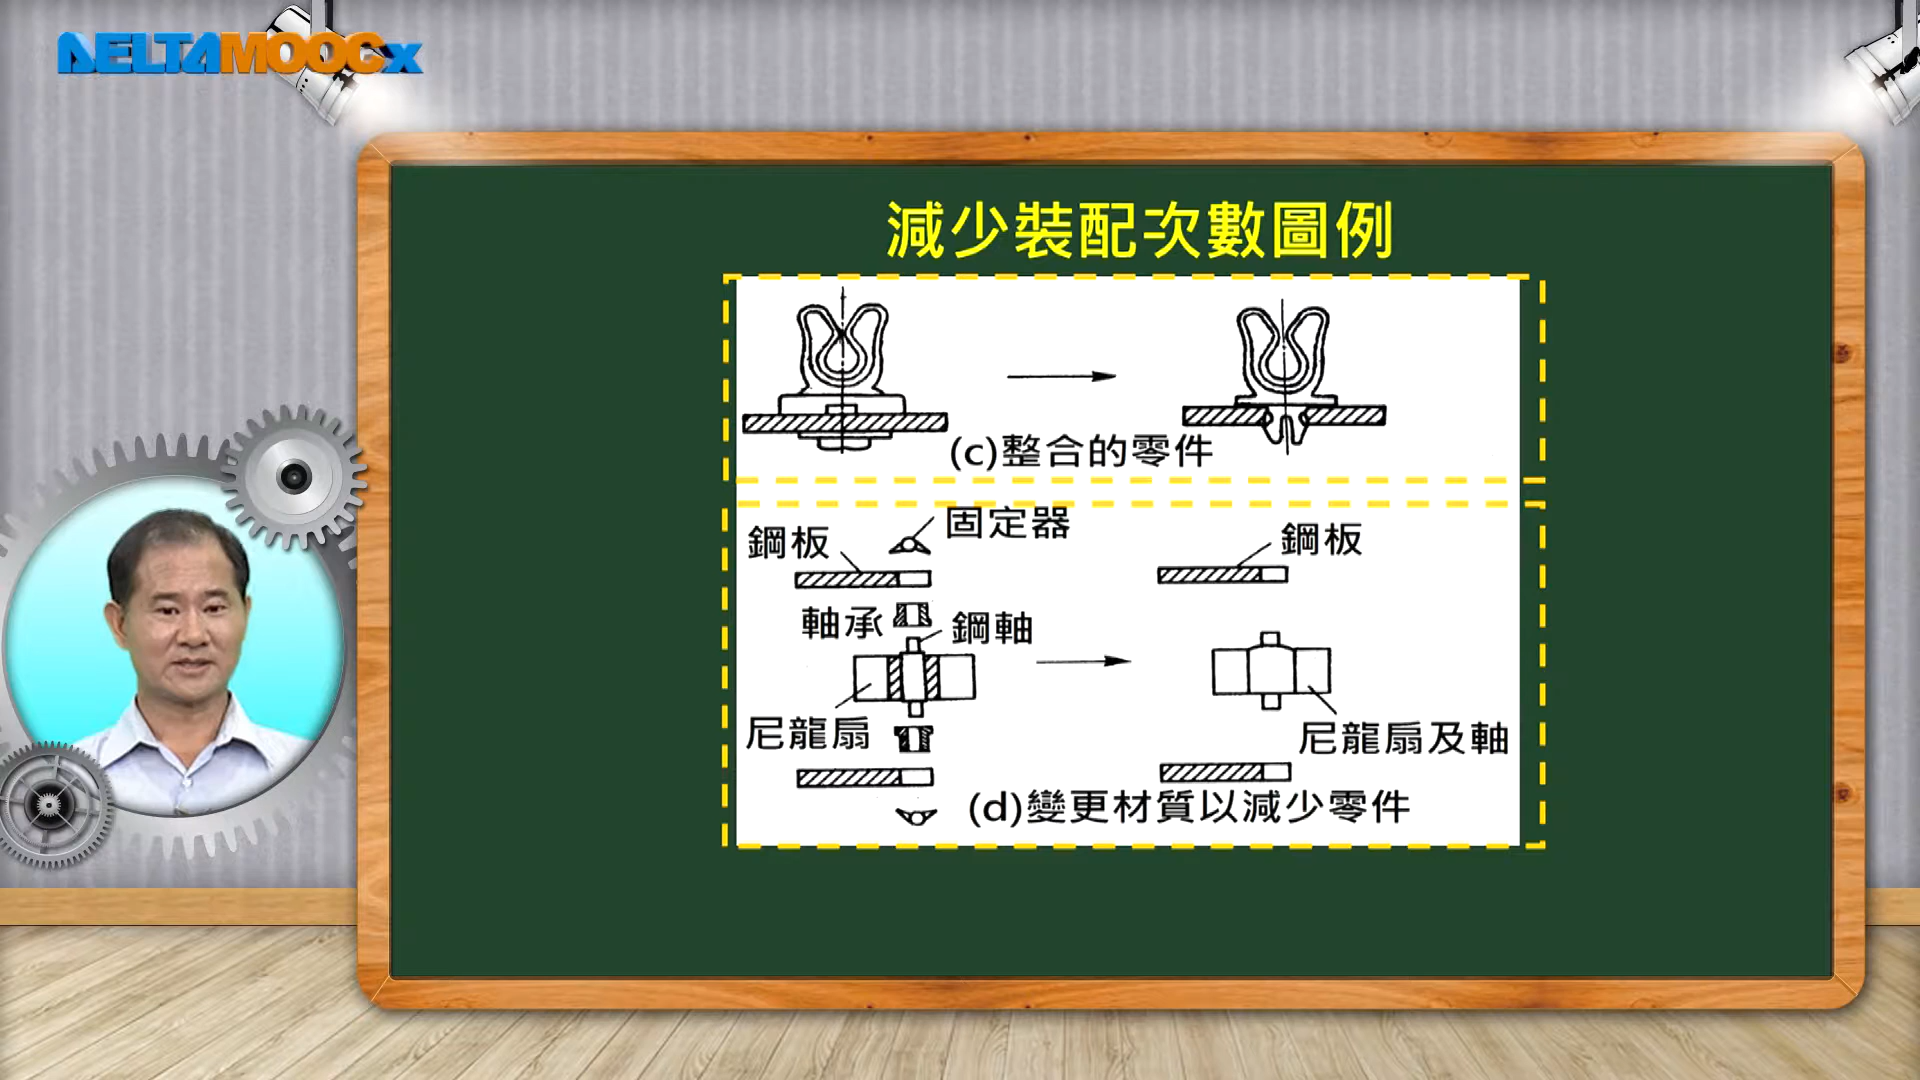 DELTAMOOCx
減少裝配次數圖例
(c)整合的零件
固定器
鋼板
鋼板
軸承
鋼軸
尼龍扇
尼龍扇及軸
(d)變更材質以減少零件